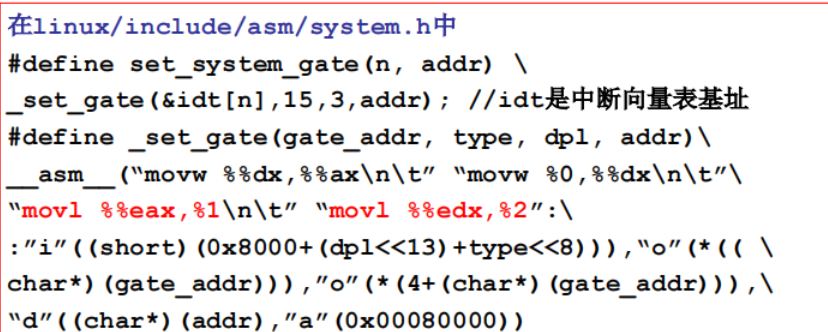 在linux/include/asm/system.h中
#define set_system_gate(n, addr) \
_set_gate(&idt[n],15,3,addr); //idt是中断向量表基址
#define _set_gate(gate_addr, type, dpl, addr)\
__asm__(“movw %%dx,%%ax\n\t” “movw %0,%%dx\n\t”\
“movl %%eax,%1\n\t” “movl %%edx,%2”:\
:”i”((short)(0x8000+(dpl<<13)+type<<8))),“o”(*(( \
char*)(gate_addr))),”o”(*(4+(char*)(gate_addr))),\
“d”((char*)(addr),”a”(0x00080000))